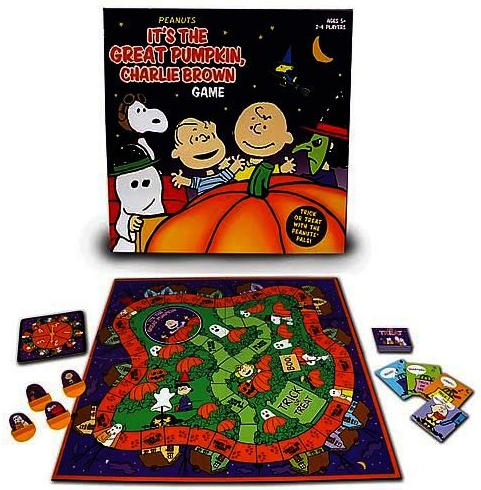 PEANUTS
IT'S THE
GREAT PUMPKIN,
CHARLIE BROWN
GAME
AGES 5+
2-4 PLAYERS
TRICK
OR TREAT
WITH THE
PEANUTS
PALS!
BOO!
TRICK
TREAT
TREAT